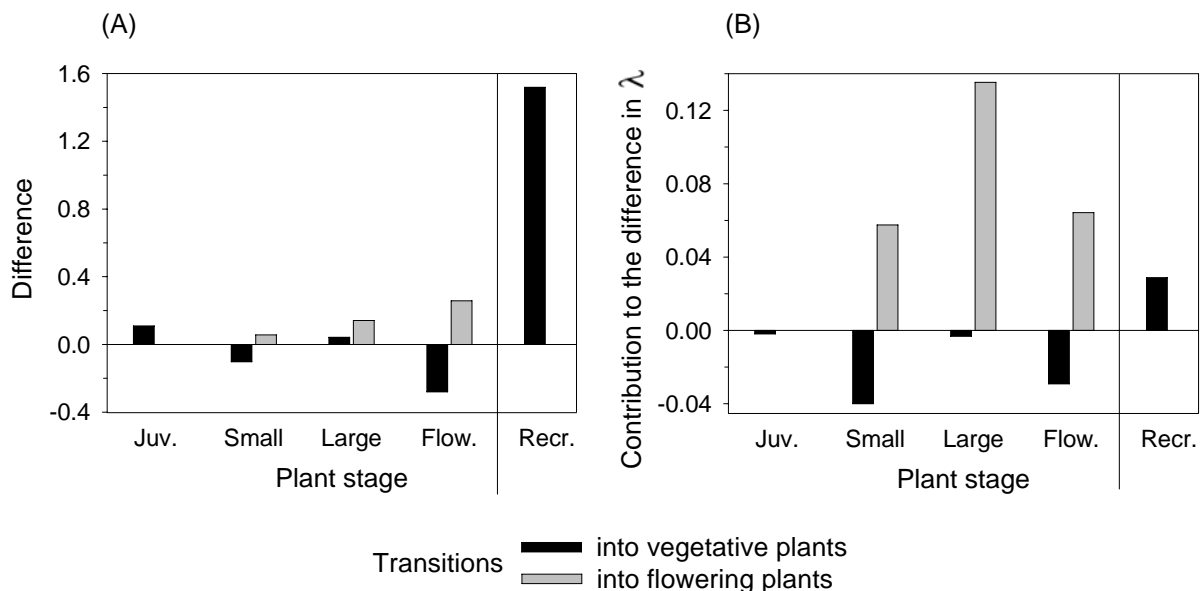 (A)
1.6
1.2
0.8
0.4
0.0
-0.4
Difference
Juv. Small Large Flow. Recr.
Plant stage
(B)
0.12
0.08
0.04
0.00
-0.04
Contribution to the difference in λ
Juv. Small Large Flow. Recr.
Plant stage
Transitions
into vegetative plants
into flowering plants